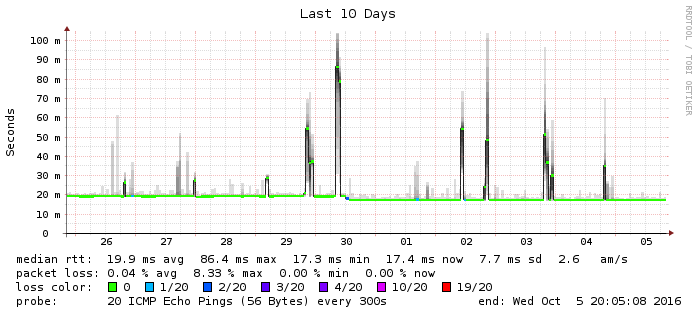 Last 10 Days
RRDTOOL / TOBI OETIKER
Seconds
100 m
90 m
80 m
70 m
60 m
50 m
40 m
30 m
20 m
10 m
0
26 27 28 29 30 01 02 03 04 05
median rtt: 19.9 ms avg 86.4 ms max 17.3 ms min 17.4 ms now 7.7 ms sd 2.6 am/s
packet loss: 0.04 % avg 8.33 % max 0.00 % min 0.00 % now
loss color: 0 1/20 2/20 3/20 4/20 10/20 19/20
probe: 20 ICMP Echo Pings (56 Bytes) every 300s end: Wed Oct 5 20:05:08 2016